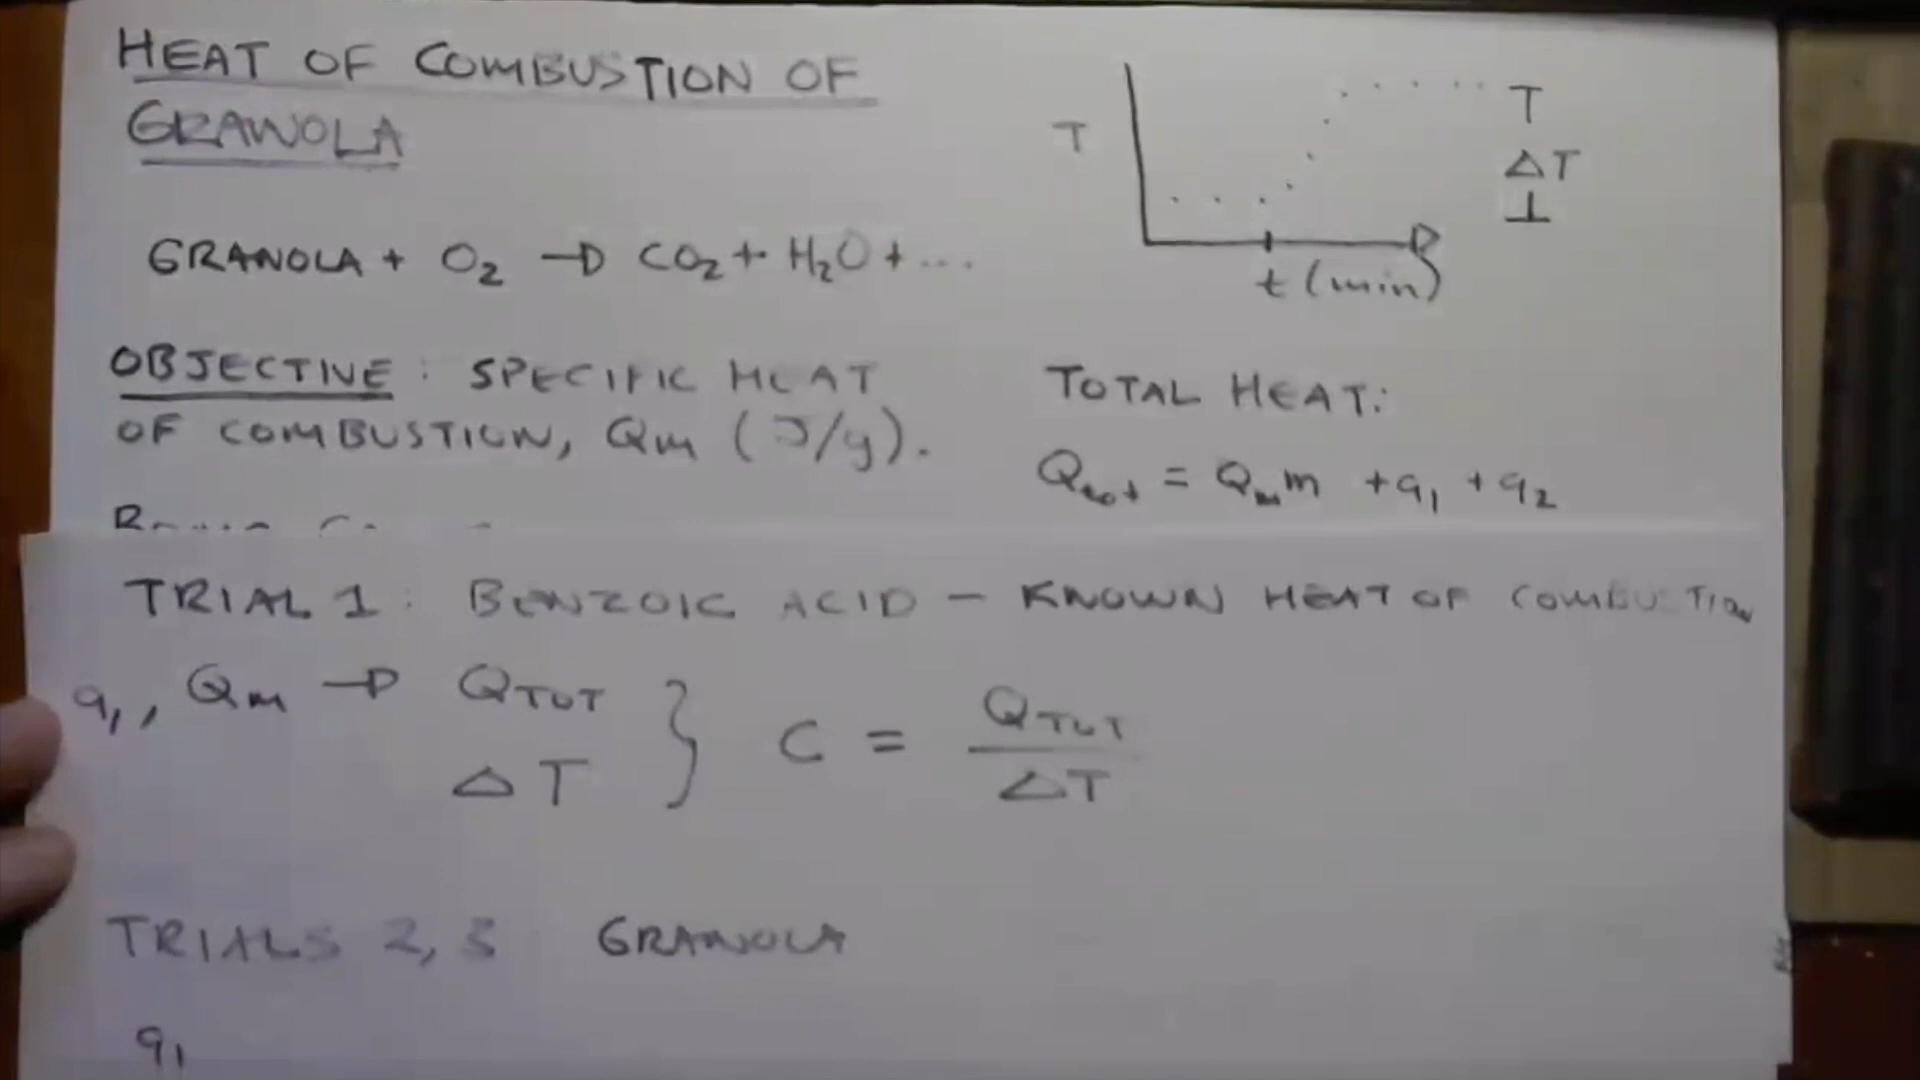 HEAT OF COMBUSTION OF
GRANOLA
GRANOLA + O₂ → CO₂ + H₂O + ...
OBJECTIVE: SPECIFIC HEAT
OF COMBUSTION, Qm (J/g).
T
t (min)
T
ΔT
⊥
TOTAL HEAT:
Qtot = Qm m + q₁ + q₂
TRIAL 1: BENZOIC ACID – KNOWN HEAT OF COMBUSTION
q₁, Qm → QTOT
ΔT
} C = QTOT / ΔT
TRIALS 2, 3 GRANOLA
q₁